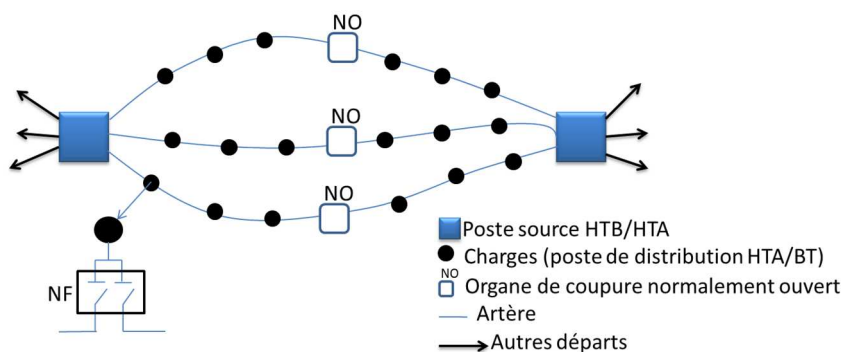 NO
NO
NO
NF
Poste source HTB/HTA
Charges (poste de distribution HTA/BT)
NO
Organe de coupure normalement ouvert
Artère
Autres départs